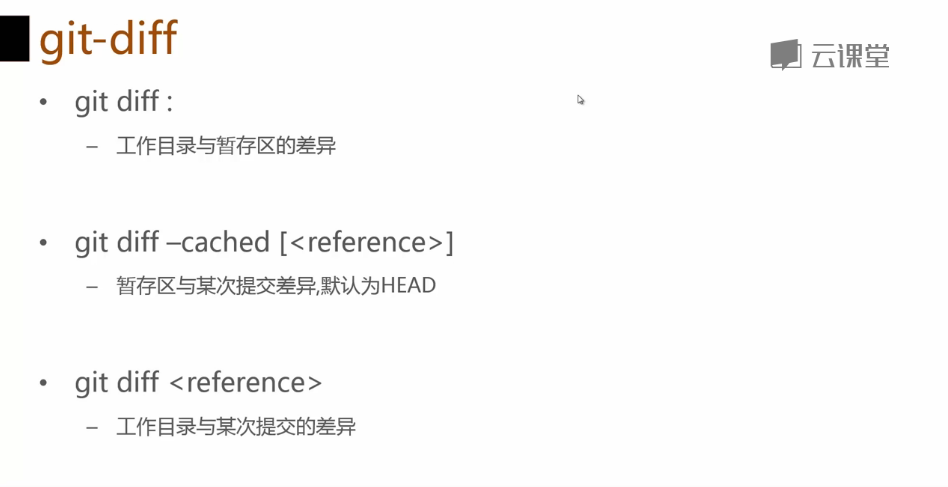 git-diff
云课堂
• git diff :
– 工作目录与暂存区的差异
• git diff –cached [<reference>]
– 暂存区与某次提交差异,默认为HEAD
• git diff <reference>
– 工作目录与某次提交的差异